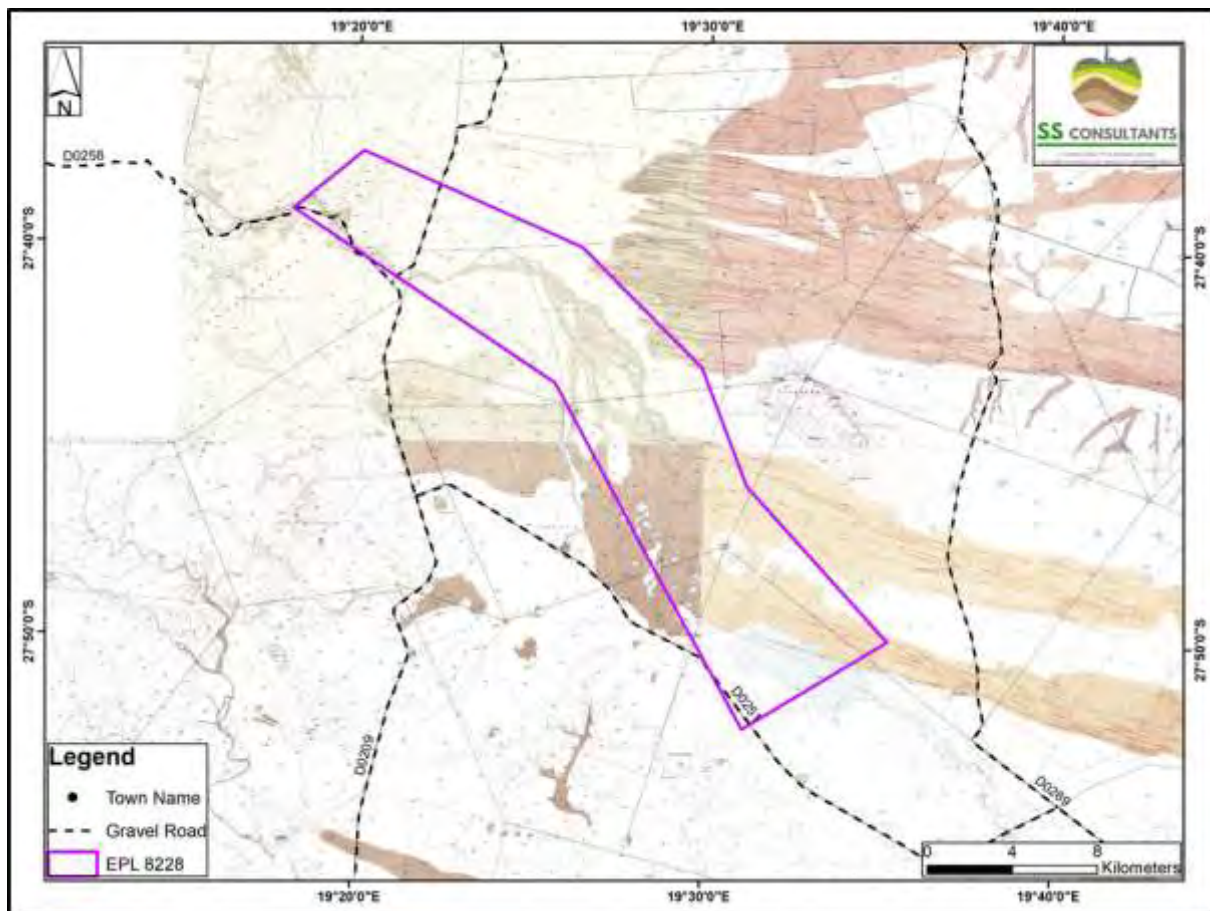 19°20'0"E 19°30'0"E 19°40'0"E
N
SS CONSULTANTS
D0258
27°40'0"S
27°40'0"S
27°50'0"S
27°50'0"S
D0209
D0251
D0289
Legend
Town Name
Gravel Road
EPL 8228
0 4 8
Kilometers
19°20'0"E 19°30'0"E 19°40'0"E